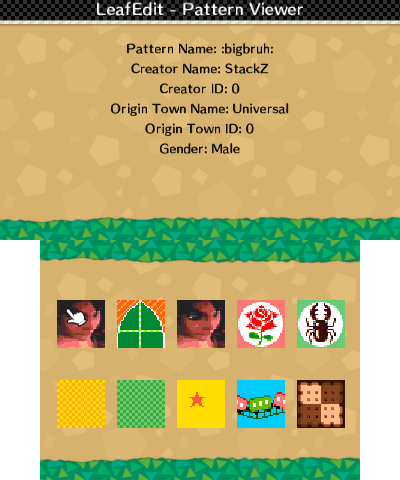 LeafEdit - Pattern Viewer
Pattern Name: :bigbruh:
Creator Name: StackZ
Creator ID: 0
Origin Town Name: Universal
Origin Town ID: 0
Gender: Male